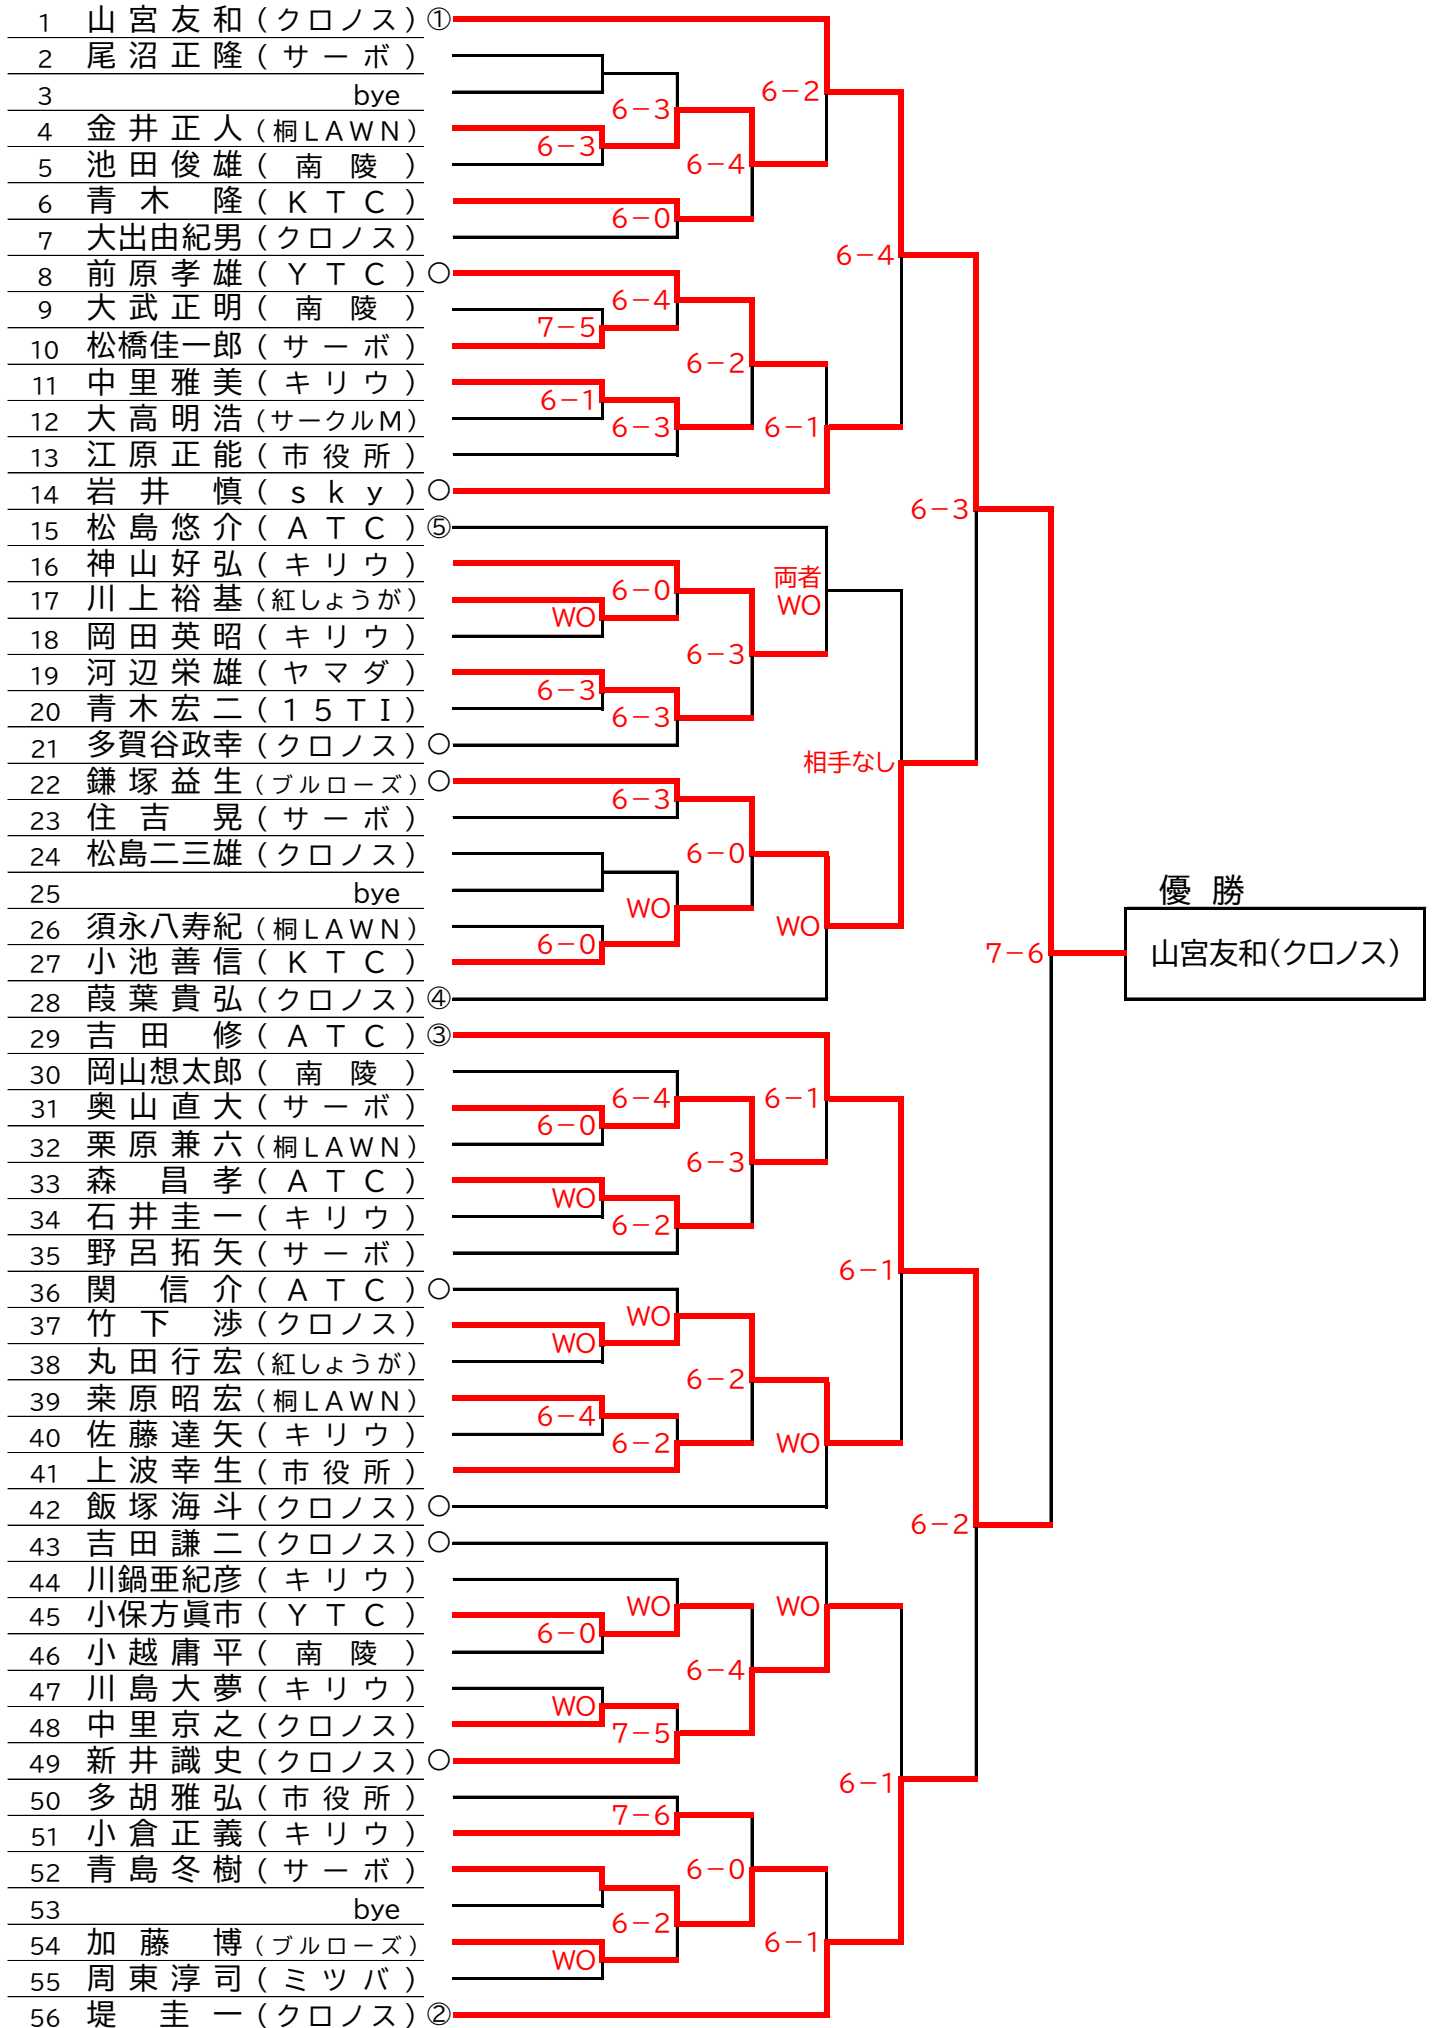 1 山宮友和(クロノス)①
2 尾沼正隆(サーボ)
3 bye
4 金井正人(桐LAWN)
5 池田俊雄(南陵)
6 青木隆(KTC)
7 大出由紀男(クロノス)
8 前原孝雄(YTC)○
9 大武正明(南陵)
10 松橋佳一郎(サーボ)
11 中里雅美(キリウ)
12 大高明浩(サークルM)
13 江原正能(市役所)
14 岩井慎(sky)○
15 松島悠介(ATC)⑤
16 神山好弘(キリウ)
17 川上裕基(紅しょうが)
18 岡田英昭(キリウ)
19 河辺栄雄(ヤマダ)
20 青木宏二(15TI)
21 多賀谷政幸(クロノス)○
22 鎌塚益生(ブルローズ)○
23 住吉晃(サーボ)
24 松島二三雄(クロノス)
25 bye
26 須永八寿紀(桐LAWN)
27 小池善信(KTC)
28 葭葉貴弘(クロノス)④
29 吉田修(ATC)③
30 岡山想太郎(南陵)
31 奥山直大(サーボ)
32 栗原兼六(桐LAWN)
33 森昌孝(ATC)
34 石井圭一(キリウ)
35 野呂拓矢(サーボ)
36 関信介(ATC)○
37 竹下渉(クロノス)
38 丸田行宏(紅しょうが)
39 桒原昭宏(桐LAWN)
40 佐藤達矢(キリウ)
41 上波幸生(市役所)
42 飯塚海斗(クロノス)○
43 吉田謙二(クロノス)○
44 川鍋亜紀彦(キリウ)
45 小保方眞市(YTC)
46 小越庸平(南陵)
47 川島大夢(キリウ)
48 中里京之(クロノス)
49 新井識史(クロノス)○
50 多胡雅弘(市役所)
51 小倉正義(キリウ)
52 青島冬樹(サーボ)
53 bye
54 加藤博(ブルローズ)
55 周東淳司(ミツバ)
56 堤圭一(クロノス)②
6-3
7-5
6-1
WO
6-3
6-0
6-0
WO
WO
6-4
6-0
WO
WO
6-3
6-0
6-4
6-3
6-0
6-3
6-3
WO
6-4
6-2
WO
6-2
WO
7-5
7-6
6-2
6-4
6-2
6-3
6-0
6-3
6-2
6-4
6-0
6-2
6-1
両者
WO
WO
6-1
WO
WO
6-1
6-4
相手なし
6-1
6-1
6-3
6-2
7-6
優勝
山宮友和(クロノス)